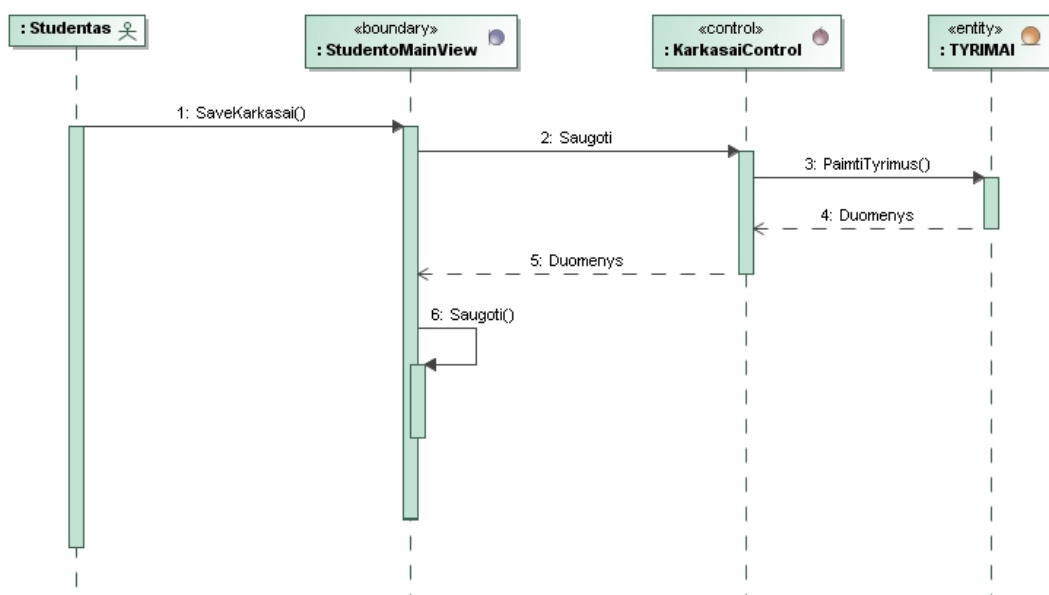 : Studentas
«boundary»
: StudentoMainView
«control»
: KarkasaiControl
«entity»
: TYRIMAI
1: SaveKarkasai()
2: Saugoti
3: PaimtiTyrimus()
4: Duomenys
5: Duomenys
6: Saugoti()